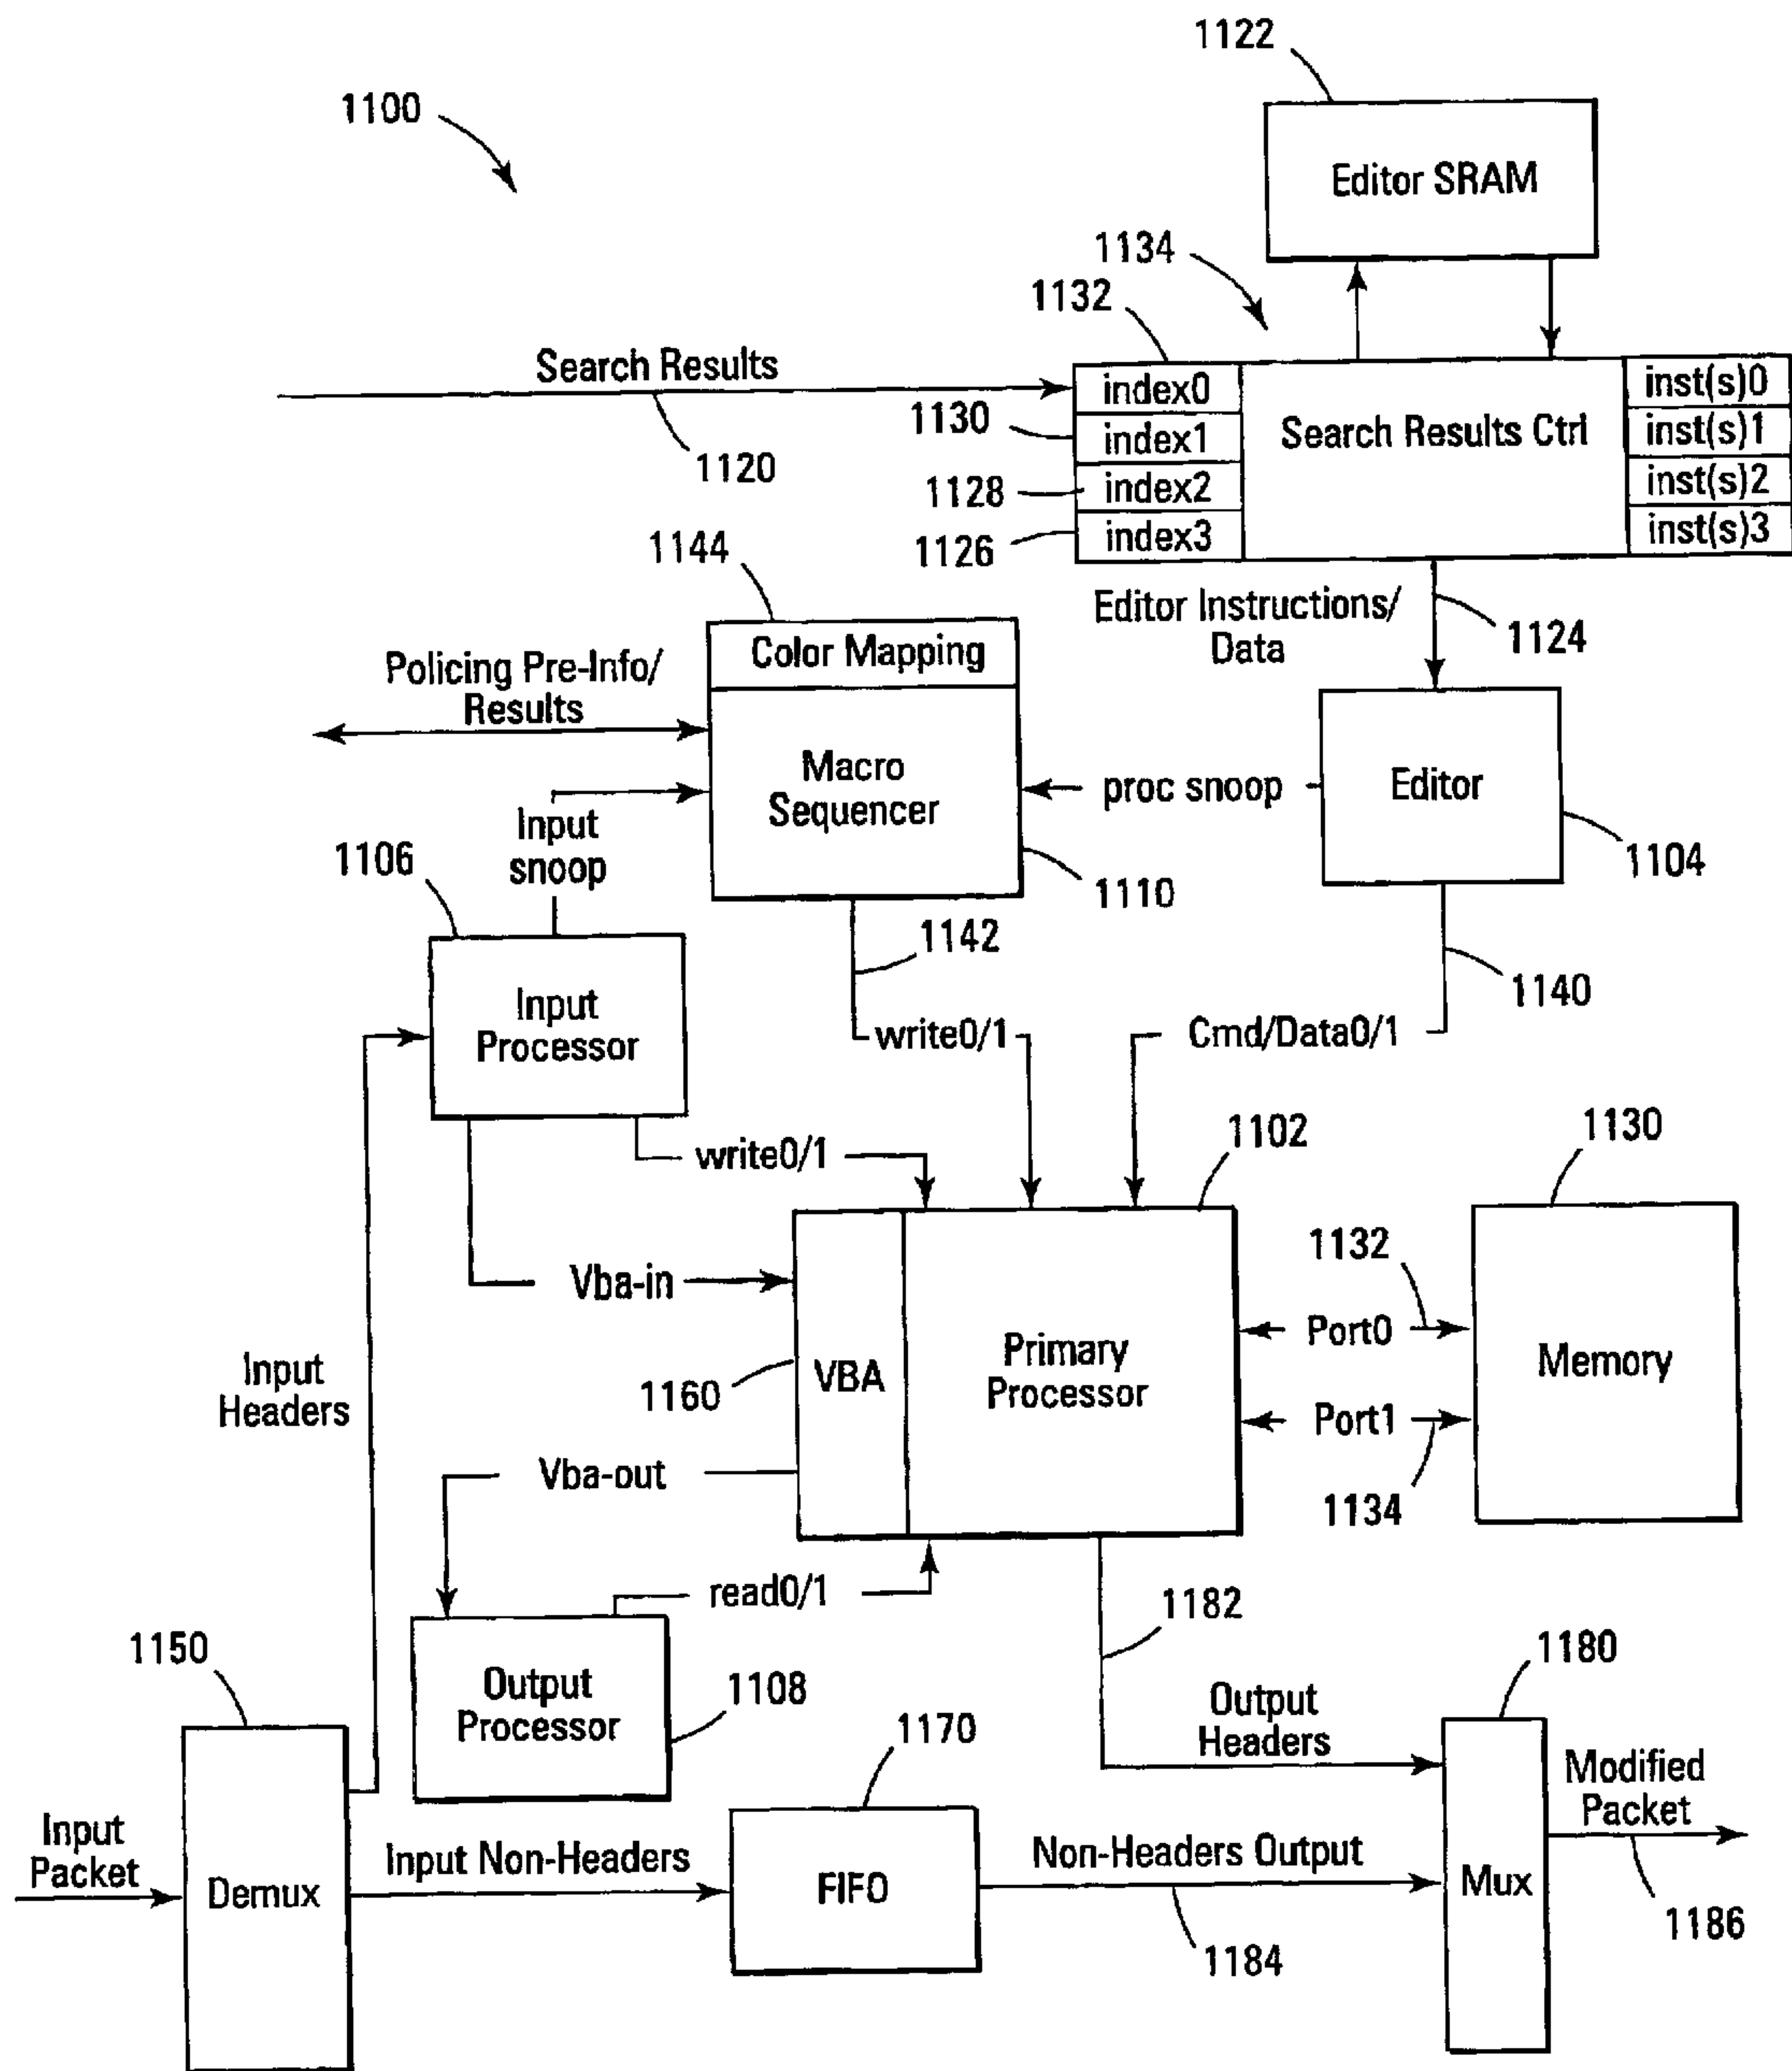 1122
1100
Editor SRAM
1134
1132
Search Results
index0
inst(s)0
1130
index1
Search Results Ctrl
inst(s)1
1120
1128
index2
inst(s)2
1126
index3
inst(s)3
1144
Editor Instructions/
Data
1124
Color Mapping
Policing Pre-Info/
Results
Macro
Sequencer
proc snoop
Editor
Input
snoop
1106
1104
1110
1142
1140
Input
Processor
write0/1
Cmd/Data0/1
write0/1
1102
1130
1132
Vba-in
Port0
Primary
Processor
Memory
VBA
1160
Input
Headers
Port1
Vba-out
1134
read0/1
1182
1150
1180
Output
Processor
1108
Output
Headers
1170
Modified
Packet
Input
Packet
Input Non-Headers
Non-Headers Output
Demux
FIFO
Mux
1184
1186